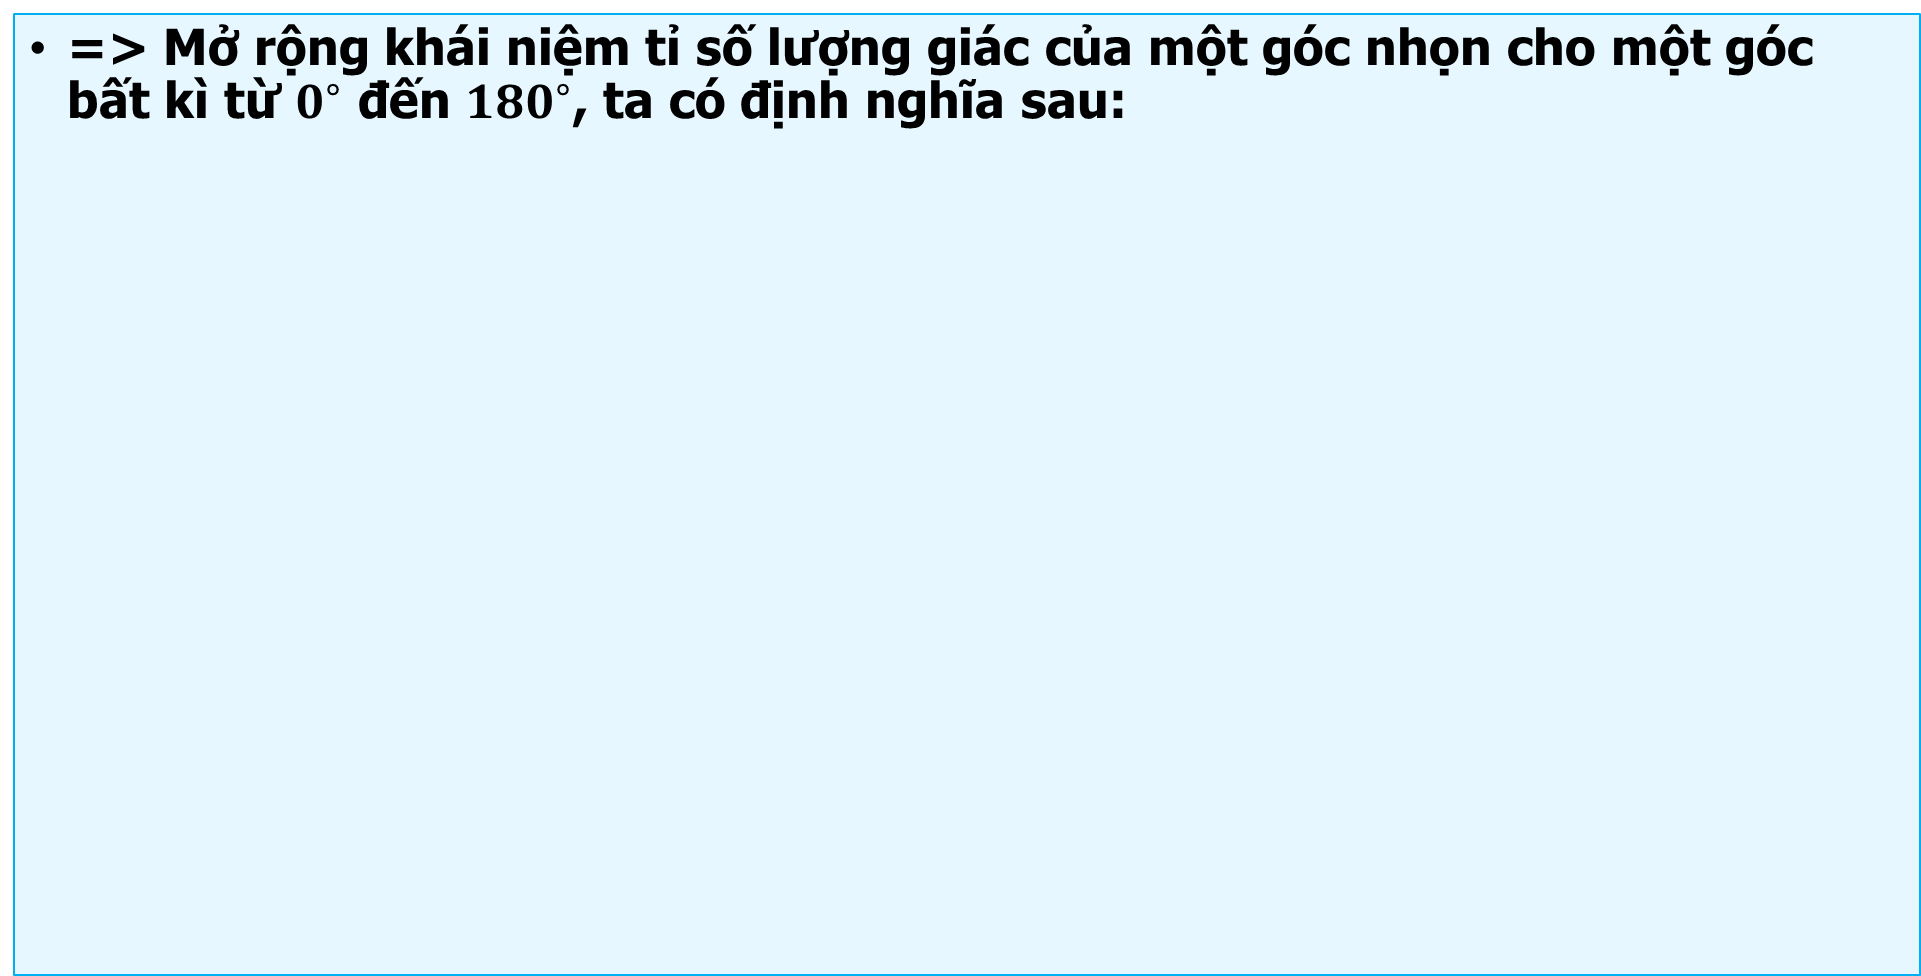 • => Mở rộng khái niệm tỉ số lượng giác của một góc nhọn cho một góc
bất kì từ 0° đến 180°, ta có định nghĩa sau: